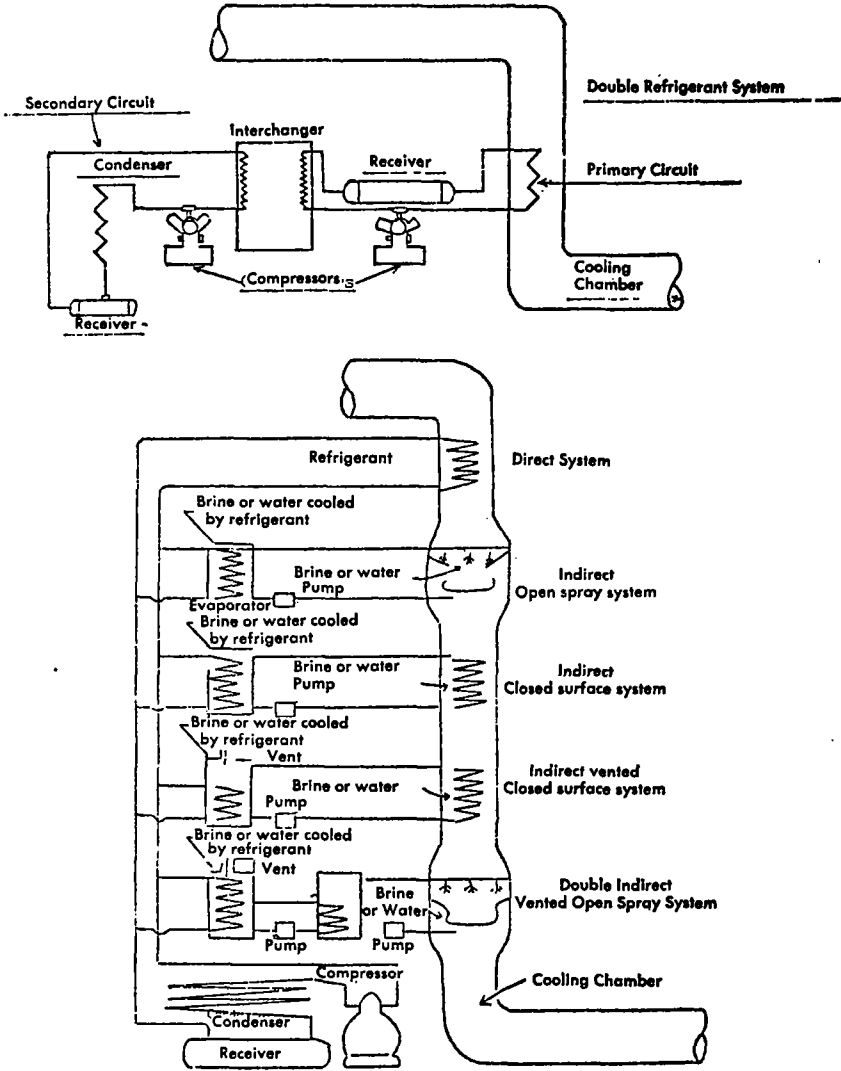 Double Refrigerant System
Secondary Circuit
Interchanger
Condenser
Receiver
Primary Circuit
(Compressors s
Cooling
Chamber
Receiver -
Refrigerant
Direct System
Brine or water cooled
by refrigerant
Brine or water
Pump
Indirect
Open spray system
Evaporator
Brine or water cooled
by refrigerant
Brine or water
Pump
Indirect
Closed surface system
Brine or water cooled
by refrigerant
Vent
Brine or water
Pump
Indirect vented
Closed surface system
Brine or water cooled
by refrigerant
Vent
Brine
or Water
Double Indirect
Vented Open Spray System
Pump
Pump
Compressor
Cooling Chamber
Condenser
Receiver